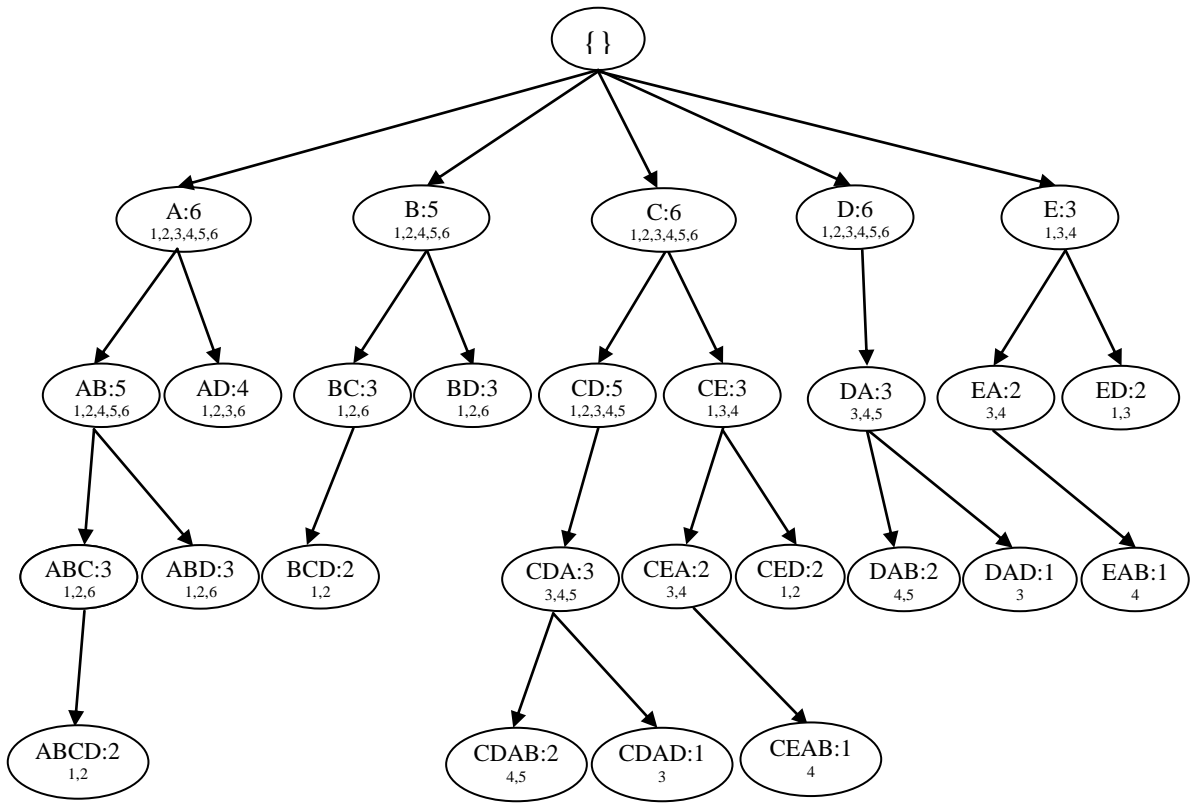 { }
A:6
1,2,3,4,5,6
B:5
1,2,4,5,6
C:6
1,2,3,4,5,6
D:6
1,2,3,4,5,6
E:3
1,3,4
AB:5
1,2,4,5,6
AD:4
1,2,3,6
BC:3
1,2,6
BD:3
1,2,6
CD:5
1,2,3,4,5
CE:3
1,3,4
DA:3
3,4,5
EA:2
3,4
ED:2
1,3
ABC:3
1,2,6
ABD:3
1,2,6
BCD:2
1,2
CDA:3
3,4,5
CEA:2
3,4
CED:2
1,2
DAB:2
4,5
DAD:1
3
EAB:1
4
ABCD:2
1,2
CDAB:2
4,5
CDAD:1
3
CEAB:1
4